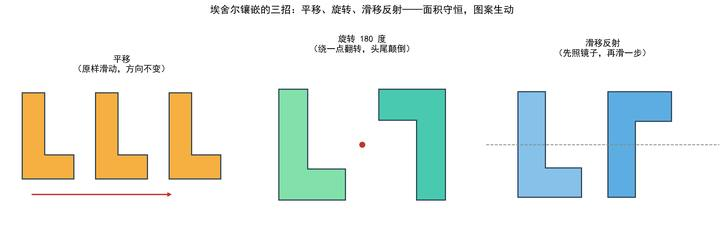 埃舍尔镶嵌的三招：平移、旋转、滑移反射——面积守恒，图案生动
平移
（原样滑动，方向不变）
旋转 180 度
（绕一点翻转，头尾颠倒）
滑移反射
（先照镜子，再滑一步）